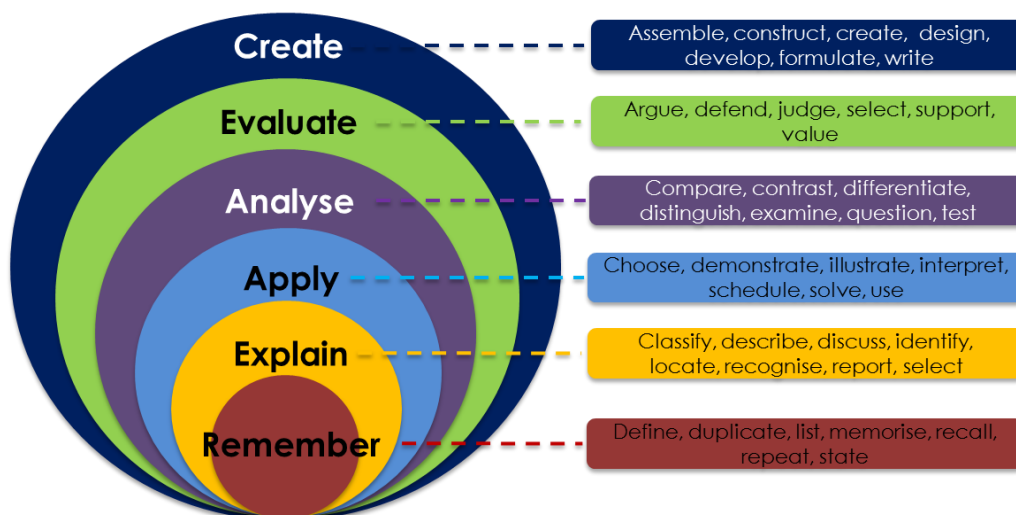 Create
Assemble, construct, create, design,
develop, formulate, write
Evaluate
Argue, defend, judge, select, support,
value
Analyse
Compare, contrast, differentiate,
distinguish, examine, question, test
Apply
Choose, demonstrate, illustrate, interpret,
schedule, solve, use
Explain
Classify, describe, discuss, identify,
locate, recognise, report, select
Remember
Define, duplicate, list, memorise, recall,
repeat, state